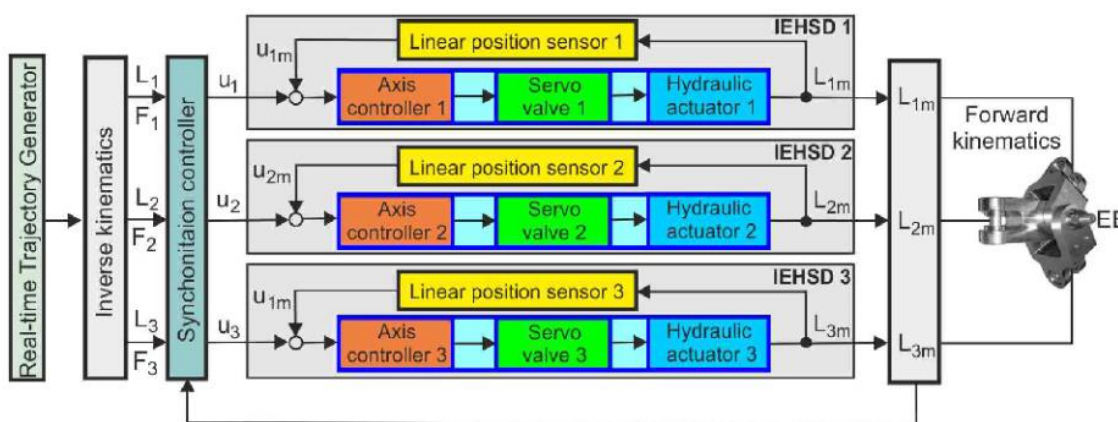 Real-time Trajectory Generator
Inverse kinematics
L1
F1
L2
F2
L3
F3
Synchonitaion controller
u1
u2
u3
IEHSD 1
Linear position sensor 1
u1m
Axis
controller 1
Servo
valve 1
Hydraulic
actuator 1
L1m
IEHSD 2
Linear position sensor 2
u2m
Axis
controller 2
Servo
valve 2
Hydraulic
actuator 2
L2m
IEHSD 3
Linear position sensor 3
u1m
Axis
controller 3
Servo
valve 3
Hydraulic
actuator 3
L3m
L1m
L2m
L3m
Forward
kinematics
EE